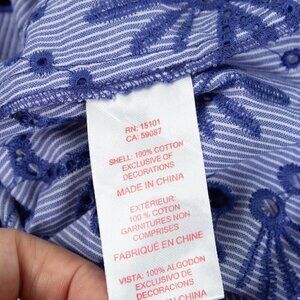 RN: 15101
CA: 59087
SHELL: 100% COTTON
EXCLUSIVE OF
DECORATIONS
MADE IN CHINA
EXTÉRIEUR:
100 % COTON
GARNITURES NON
COMPRISES
FABRIQUÉ EN CHINE
VISTA: 100% ALGODON
EXCLUSIVO DE
DECORACIONES